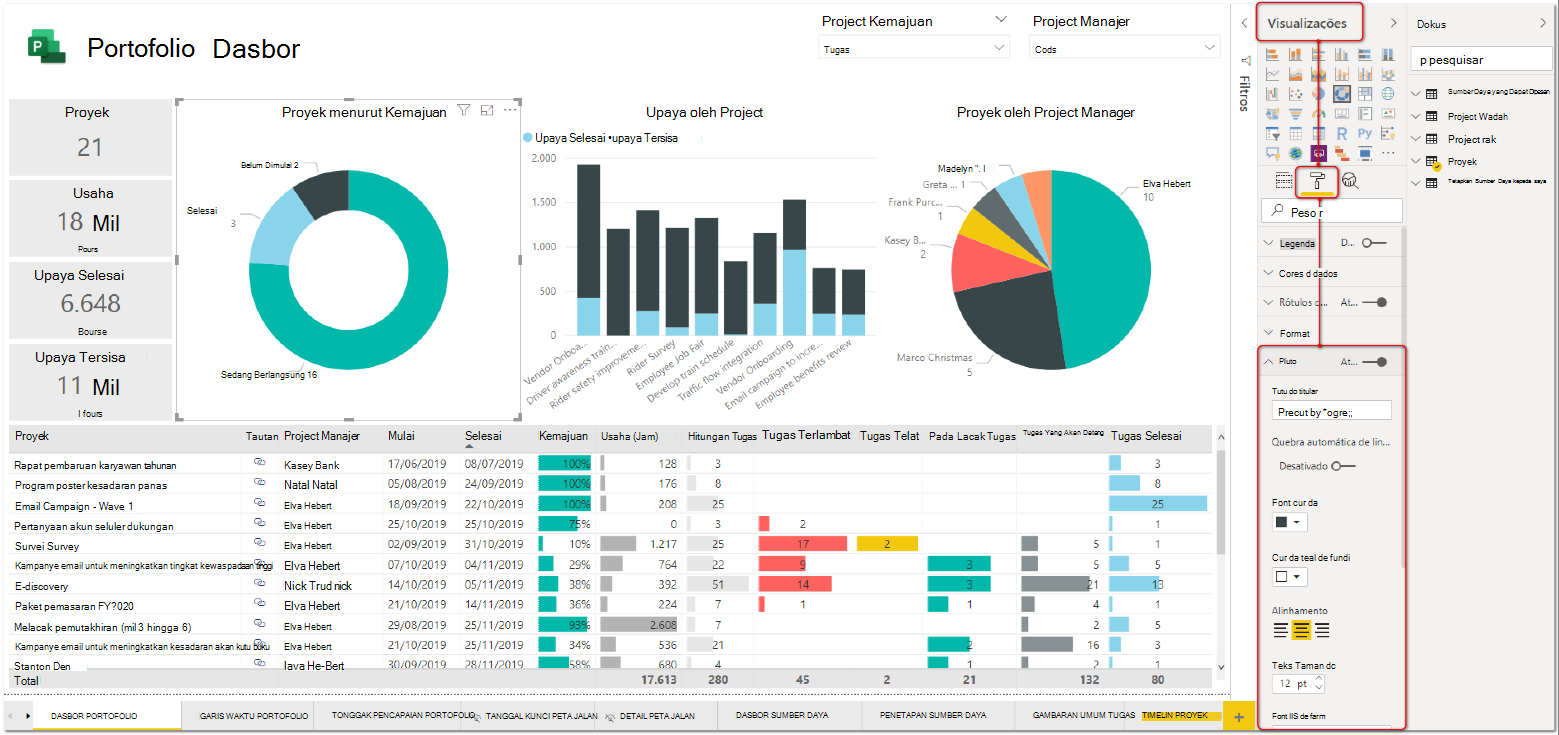 Portofolio Dasbor
Project Kemajuan
Tugas
Project Manajer
Cods
Proyek
21
Usaha
18 Mil
Pours
Upaya Selesai
6.648
Bourse
Upaya Tersisa
11 Mil
I fours
Proyek menurut Kemajuan
Belum Dimulai 2
Selesai
3
Sedang Berlangsung 16
Upaya oleh Project
Upaya Selesai •upaya Tersisa
2.000
1.500
1.000
500
0
Vendor Onboa...
Driver awareness train...
Rider safety improveme...
Rider Survey
Employee Job Fair
Develop train schedule
Traffic flow integration
Vendor Onboarding
Email campaign to incre...
Employee benefits review
Proyek oleh Project Manager
Madelyn ". I
Greta ... 1
Frank Purc...
1
Kasey B...
2
Marco Christmas
5
Elva Hebert
10
Proyek Tautan Project Manajer Mulai Selesai Kemajuan Usaha (Jam) Hitungan Tugas Tugas Terlambat Tugas Telat Pada Lacak Tugas Tugas Yang Akan Datang Tugas Selesai
Rapat pembaruan karyawan tahunan Kasey Bank 17/06/2019 08/07/2019 100% 128 3 3
Program poster kesadaran panas Natal Natal 05/08/2019 24/09/2019 100% 176 8 8
Email Campaign - Wave 1 Elva Hebert 18/09/2019 22/10/2019 100% 208 25 25
Pertanyaan akun seluler dukungan Elva Hebert 25/10/2019 25/10/2019 75% 0 3 2 1
Survei Survey Elva Hebert 02/09/2019 31/10/2019 10% 1.217 25 17 2 5 1
Kampanye email untuk meningkatkan tingkat kewaspadaan tinggi Elva Hebert 07/10/2019 04/11/2019 29% 764 22 9 3 5 5
E-discovery Nick Trud nick 14/10/2019 05/11/2019 38% 392 51 14 3 21 13
Paket pemasaran FY?020 Elva Hebert 21/10/2019 14/11/2019 36% 224 7 1 1 4 1
Melacak pemutakhiran (mil 3 hingga 6) Elva Hebert 29/08/2019 25/11/2019 93% 2.608 7 2 5
Kampanye email untuk meningkatkan kesadaran akan kutu buku Elva Hebert 21/10/2019 25/11/2019 34% 536 21 2 16 3
Stanton Den Iava He-Bert 30/09/2019 28/11/2019 58% 680 4 1 2 1
Total 17.613 280 45 2 21 132 80
DASBOR PORTOFOLIO
GARIS WAKTU PORTOFOLIO
TONGGAK PENCAPAIAN PORTOFOLIO
TANGGAL KUNCI PETA JALAN
DETAIL PETA JALAN
DASBOR SUMBER DAYA
PENETAPAN SUMBER DAYA
GAMBARAN UMUM TUGAS
TIMELIN PROYEK
+
Filtros
Visualizações
R Py
Peso r
Legenda D...
Cores d dados
Rótulos c... At...
Format
Pluto At...
Tutu do titular
Precut by *ogre;;
Quebra automática de lin...
Desativado
Font cur da
Cur da teal de fundi
Alinhamento
Teks Taman dc
12 pt
Font IIS de farm
Dokus
p pesquisar
Sumber Daya yang Dapat
Project Wadah
Project rak
Proyek
Tetapkan Sumber Daya kepada saya